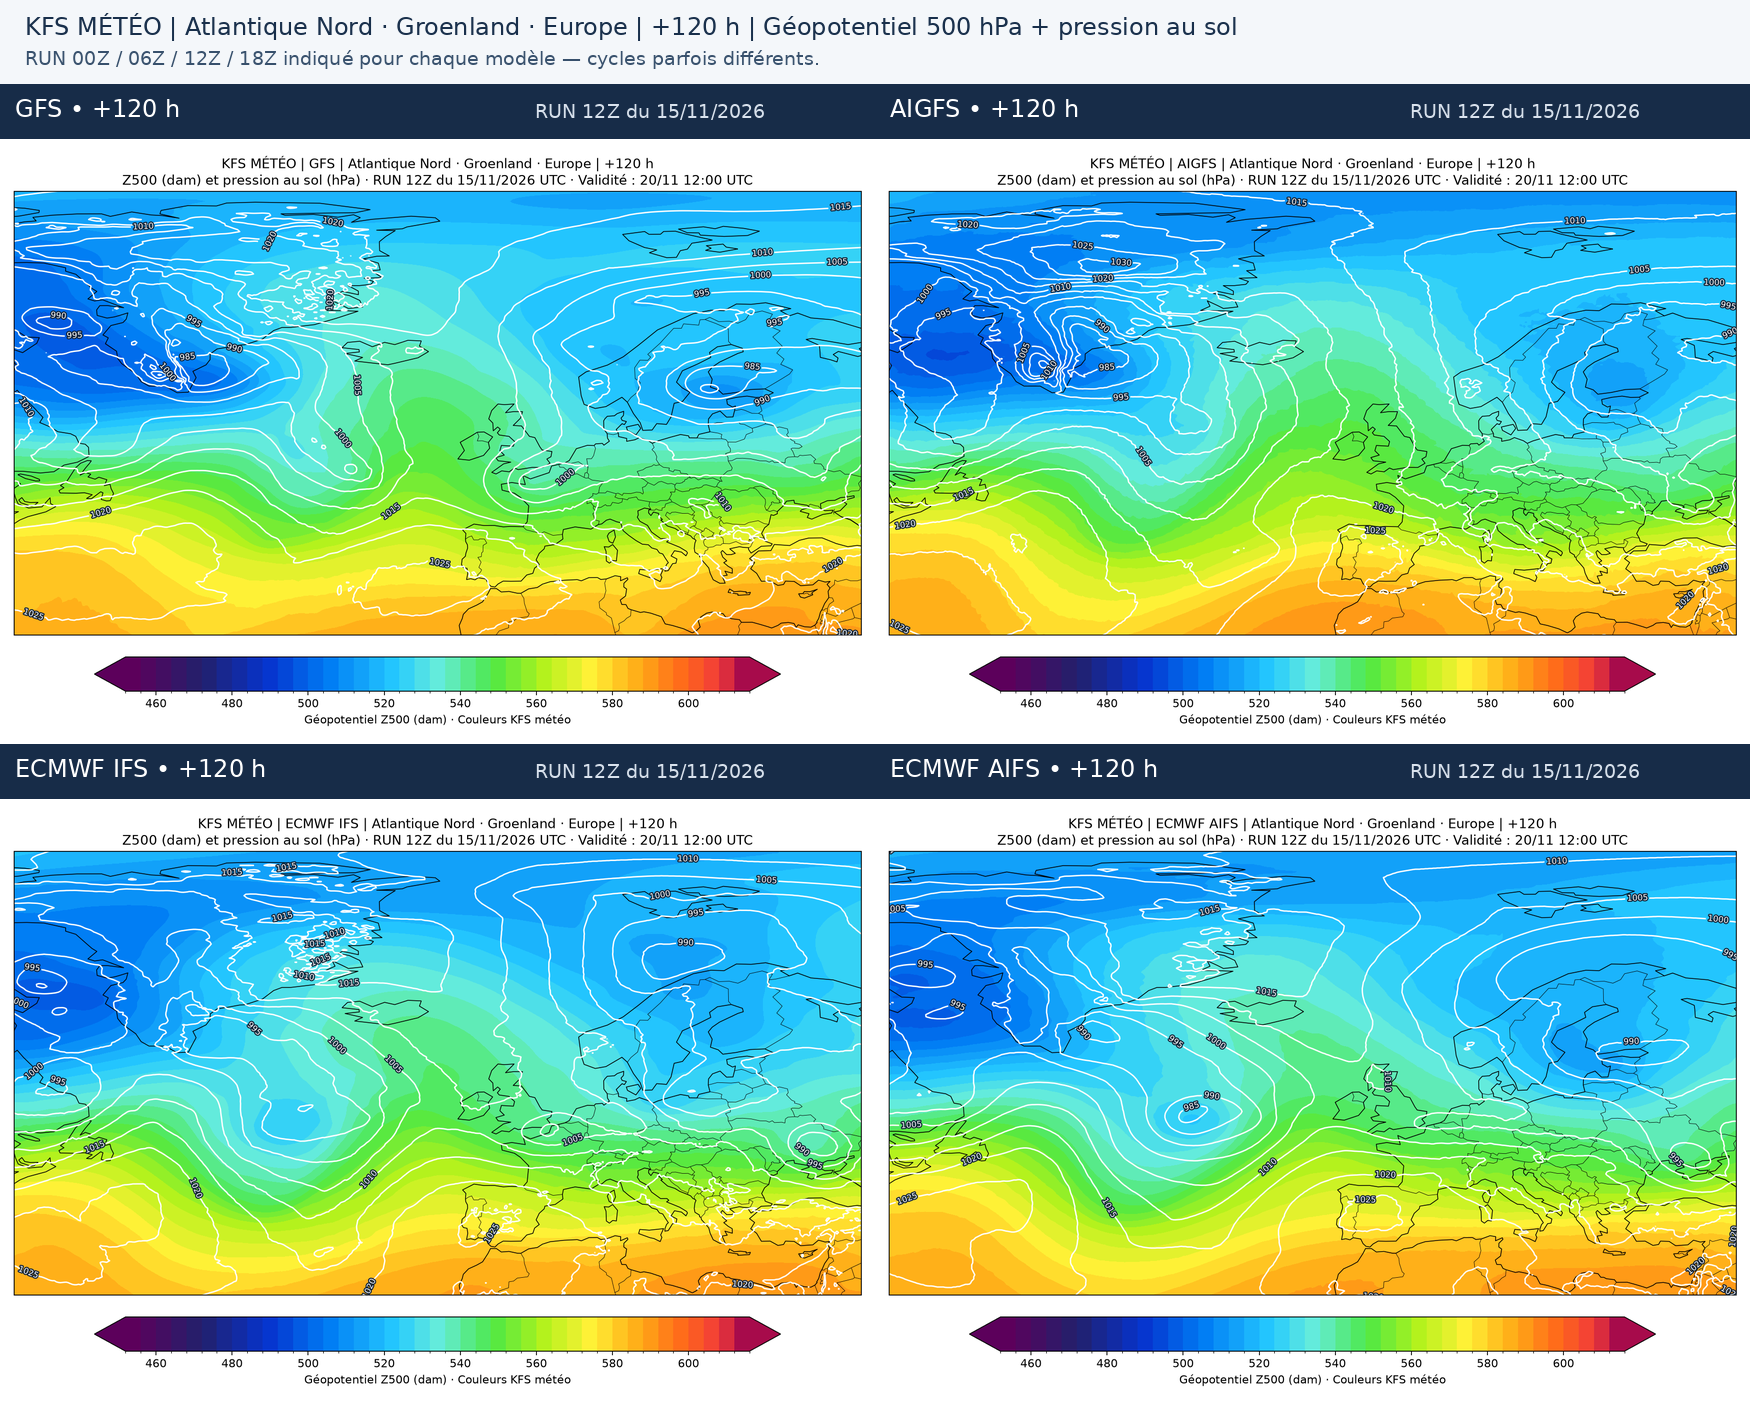 KFS MÉTÉO | Atlantique Nord · Groenland · Europe | +120 h | Géopotentiel 500 hPa + pression au sol
RUN 00Z / 06Z / 12Z / 18Z indiqué pour chaque modèle — cycles parfois différents.
GFS • +120 h
RUN 12Z du 15/11/2026
AIGFS • +120 h
RUN 12Z du 15/11/2026
KFS MÉTÉO | GFS | Atlantique Nord · Groenland · Europe | +120 h
Z500 (dam) et pression au sol (hPa) · RUN 12Z du 15/11/2026 UTC · Validité : 20/11 12:00 UTC
KFS MÉTÉO | AIGFS | Atlantique Nord · Groenland · Europe | +120 h
Z500 (dam) et pression au sol (hPa) · RUN 12Z du 15/11/2026 UTC · Validité : 20/11 12:00 UTC
460 480 500 520 540 560 580 600
Géopotentiel Z500 (dam) · Couleurs KFS météo
460 480 500 520 540 560 580 600
Géopotentiel Z500 (dam) · Couleurs KFS météo
ECMWF IFS • +120 h
RUN 12Z du 15/11/2026
ECMWF AIFS • +120 h
RUN 12Z du 15/11/2026
KFS MÉTÉO | ECMWF IFS | Atlantique Nord · Groenland · Europe | +120 h
Z500 (dam) et pression au sol (hPa) · RUN 12Z du 15/11/2026 UTC · Validité : 20/11 12:00 UTC
KFS MÉTÉO | ECMWF AIFS | Atlantique Nord · Groenland · Europe | +120 h
Z500 (dam) et pression au sol (hPa) · RUN 12Z du 15/11/2026 UTC · Validité : 20/11 12:00 UTC
460 480 500 520 540 560 580 600
Géopotentiel Z500 (dam) · Couleurs KFS météo
460 480 500 520 540 560 580 600
Géopotentiel Z500 (dam) · Couleurs KFS météo